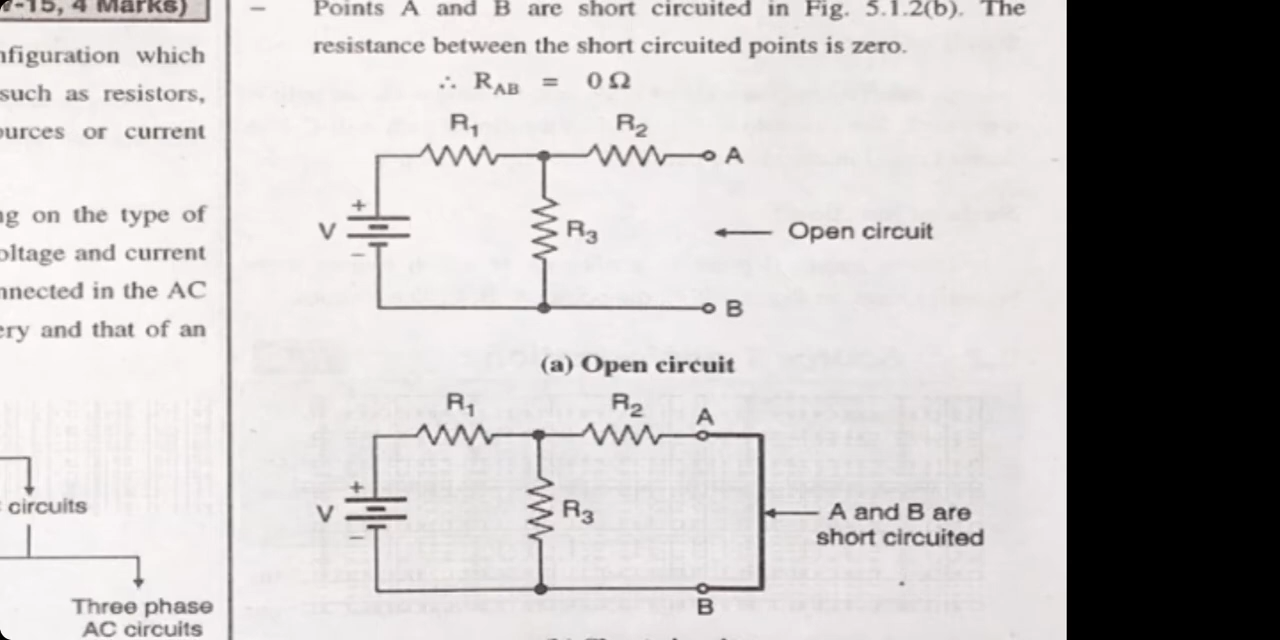 -15, 4 Marks)
nfiguration which
such as resistors,
ources or current
ng on the type of
oltage and current
nnected in the AC
ery and that of an
circuits
Three phase
AC circuits
– Points A and B are short circuited in Fig. 5.1.2(b). The
resistance between the short circuited points is zero.
∴ R_AB = 0 Ω
R₁ R₂
A
+
V
–
R₃
Open circuit
B
(a) Open circuit
R₁ R₂ A
+
V
–
R₃
A and B are
short circuited
B